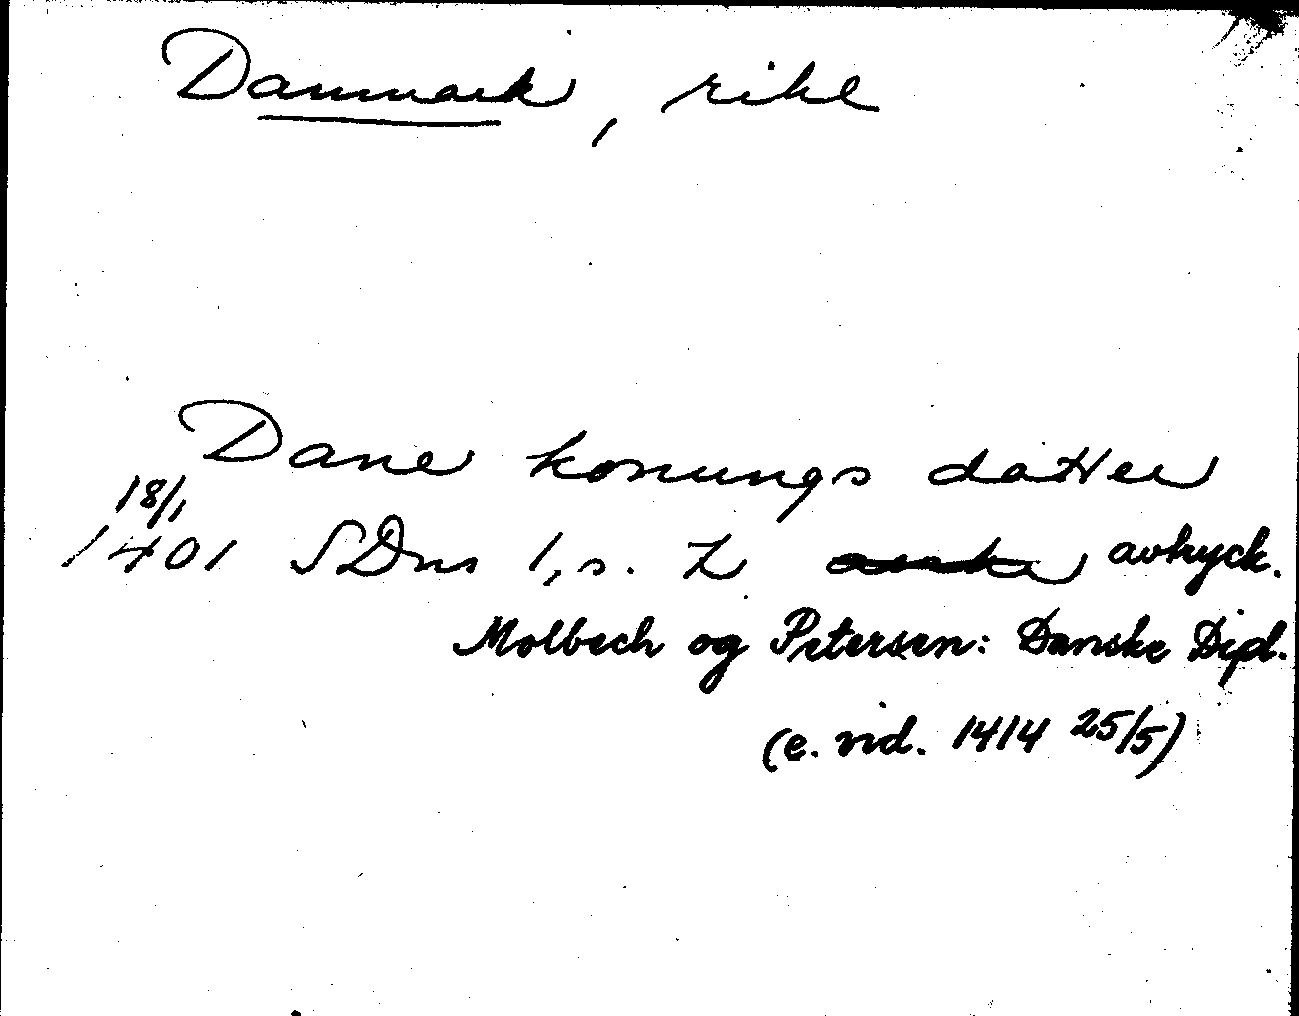 Danmark, rike
Dane konungs datter
18/1
1401 SDns 1, s. 2 avtryck.
Molbech og Petersen: Danske Dipl.
(e. vid. 1414 25/5)